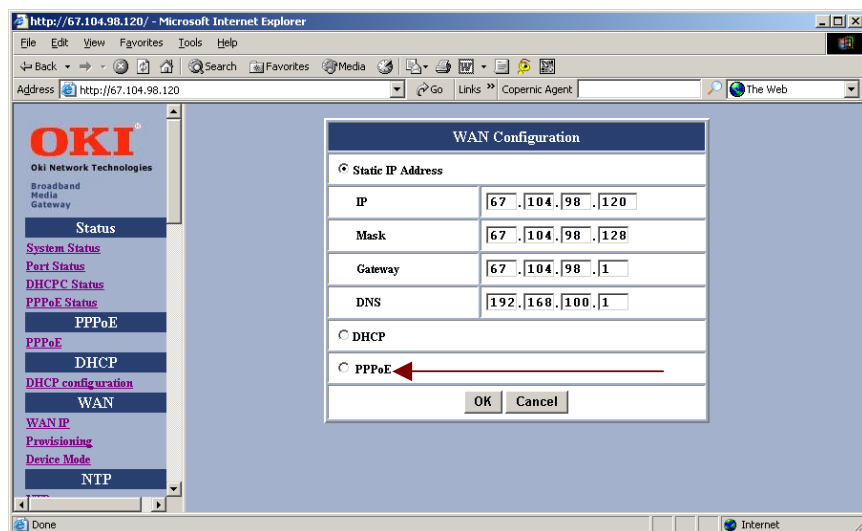 http://67.104.98.120/ - Microsoft Internet Explorer
File Edit View Favorites Tools Help
Back Search Favorites Media
Address http://67.104.98.120 Go Links » Copernic Agent The Web
OKI®
Oki Network Technologies
Broadband
Media
Gateway
Status
System Status
Port Status
DHCPC Status
PPPoE Status
PPPoE
PPPoE
DHCP
DHCP configuration
WAN
WAN IP
Provisioning
Device Mode
NTP
WAN Configuration
Static IP Address
IP 67 . 104 . 98 . 120
Mask 67 . 104 . 98 . 128
Gateway 67 . 104 . 98 . 1
DNS 192 . 168 . 100 . 1
DHCP
PPPoE
OK Cancel
Done Internet